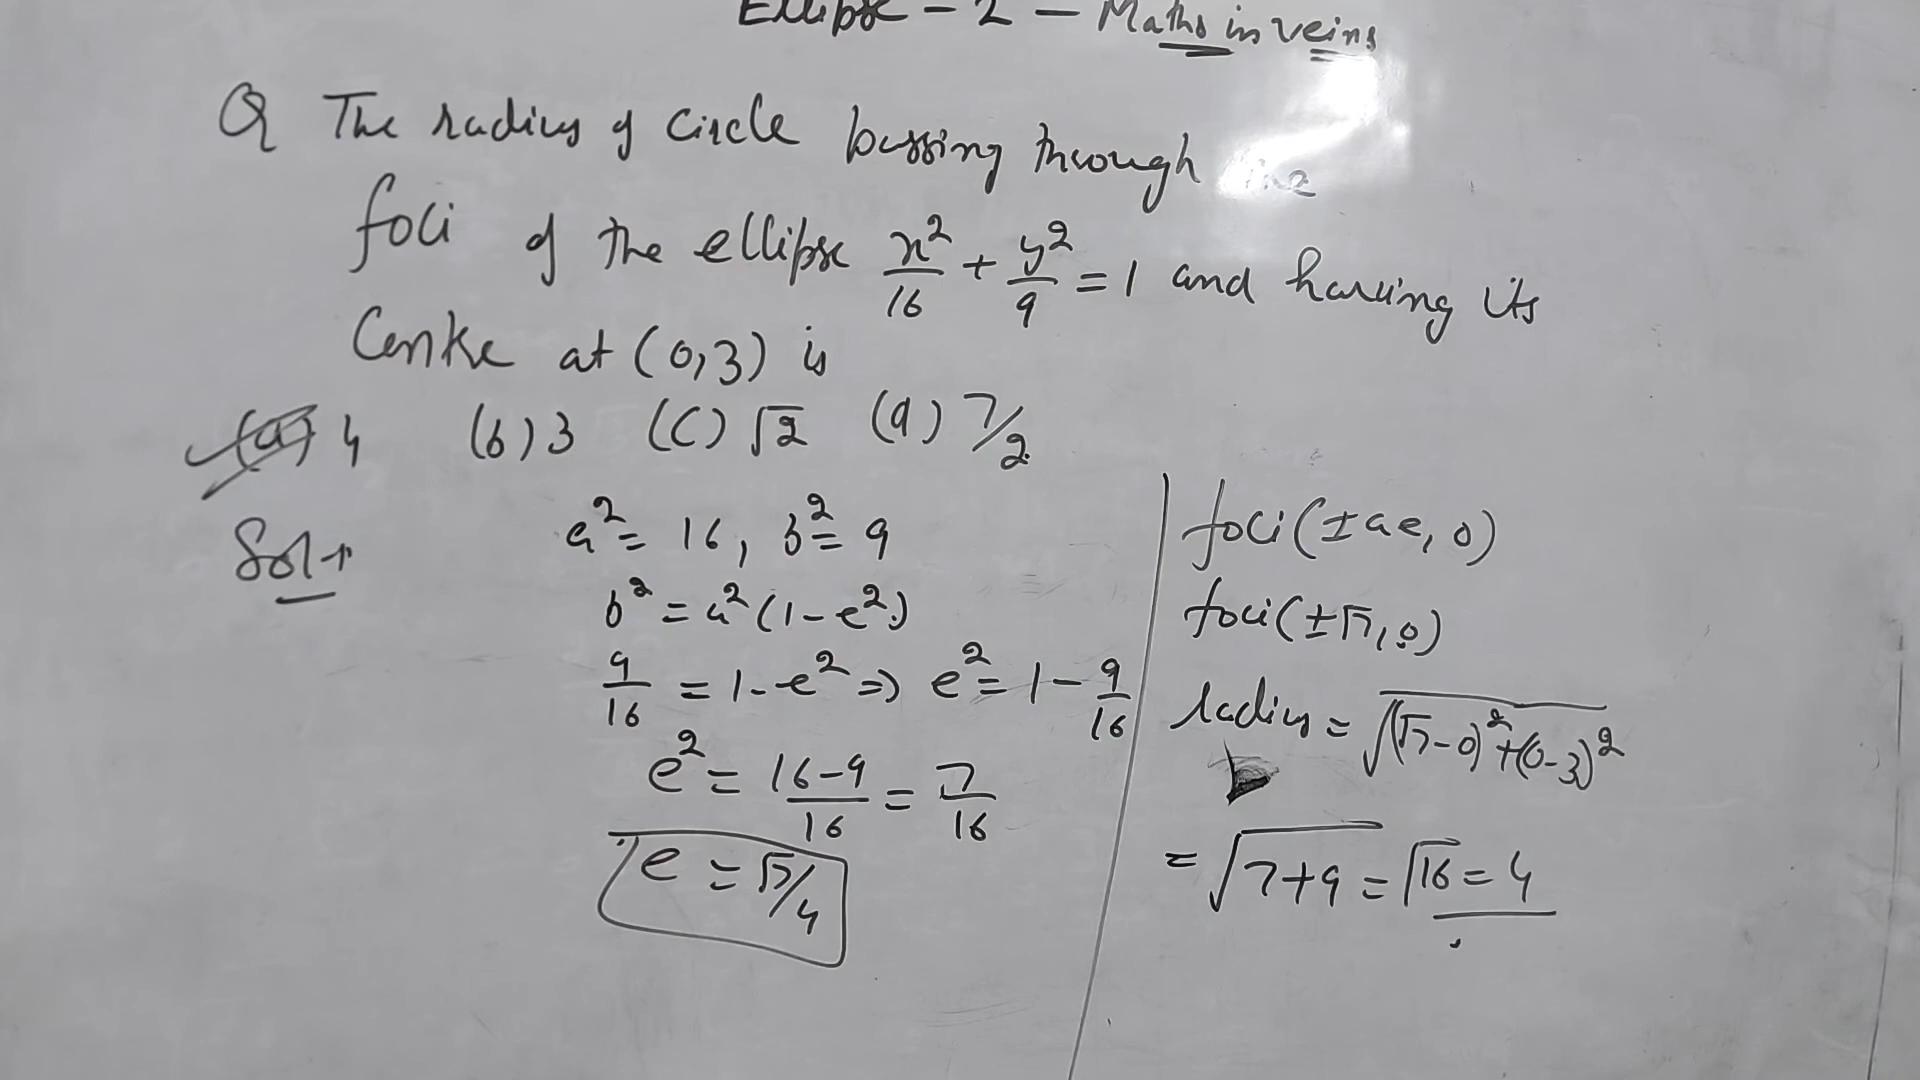 Ellipse - 2 - Maths in veins
Q The radius of circle passing through the
foci of the ellipse x²/16 + y²/9 = 1 and having its
Centre at (0,3) is
(a) 4 (b) 3 (C) √2 (d) 7/2
Sol+
a² = 16, b² = 9
b² = a²(1-e²)
9/16 = 1-e² => e² = 1 - 9/16
e² = 16-9/16 = 7/16
e = √7/4
foci (±ae, 0)
foci (±√7, 0)
radius = √(√7-0)²+(0-3)²
= √7+9 = √16 = 4